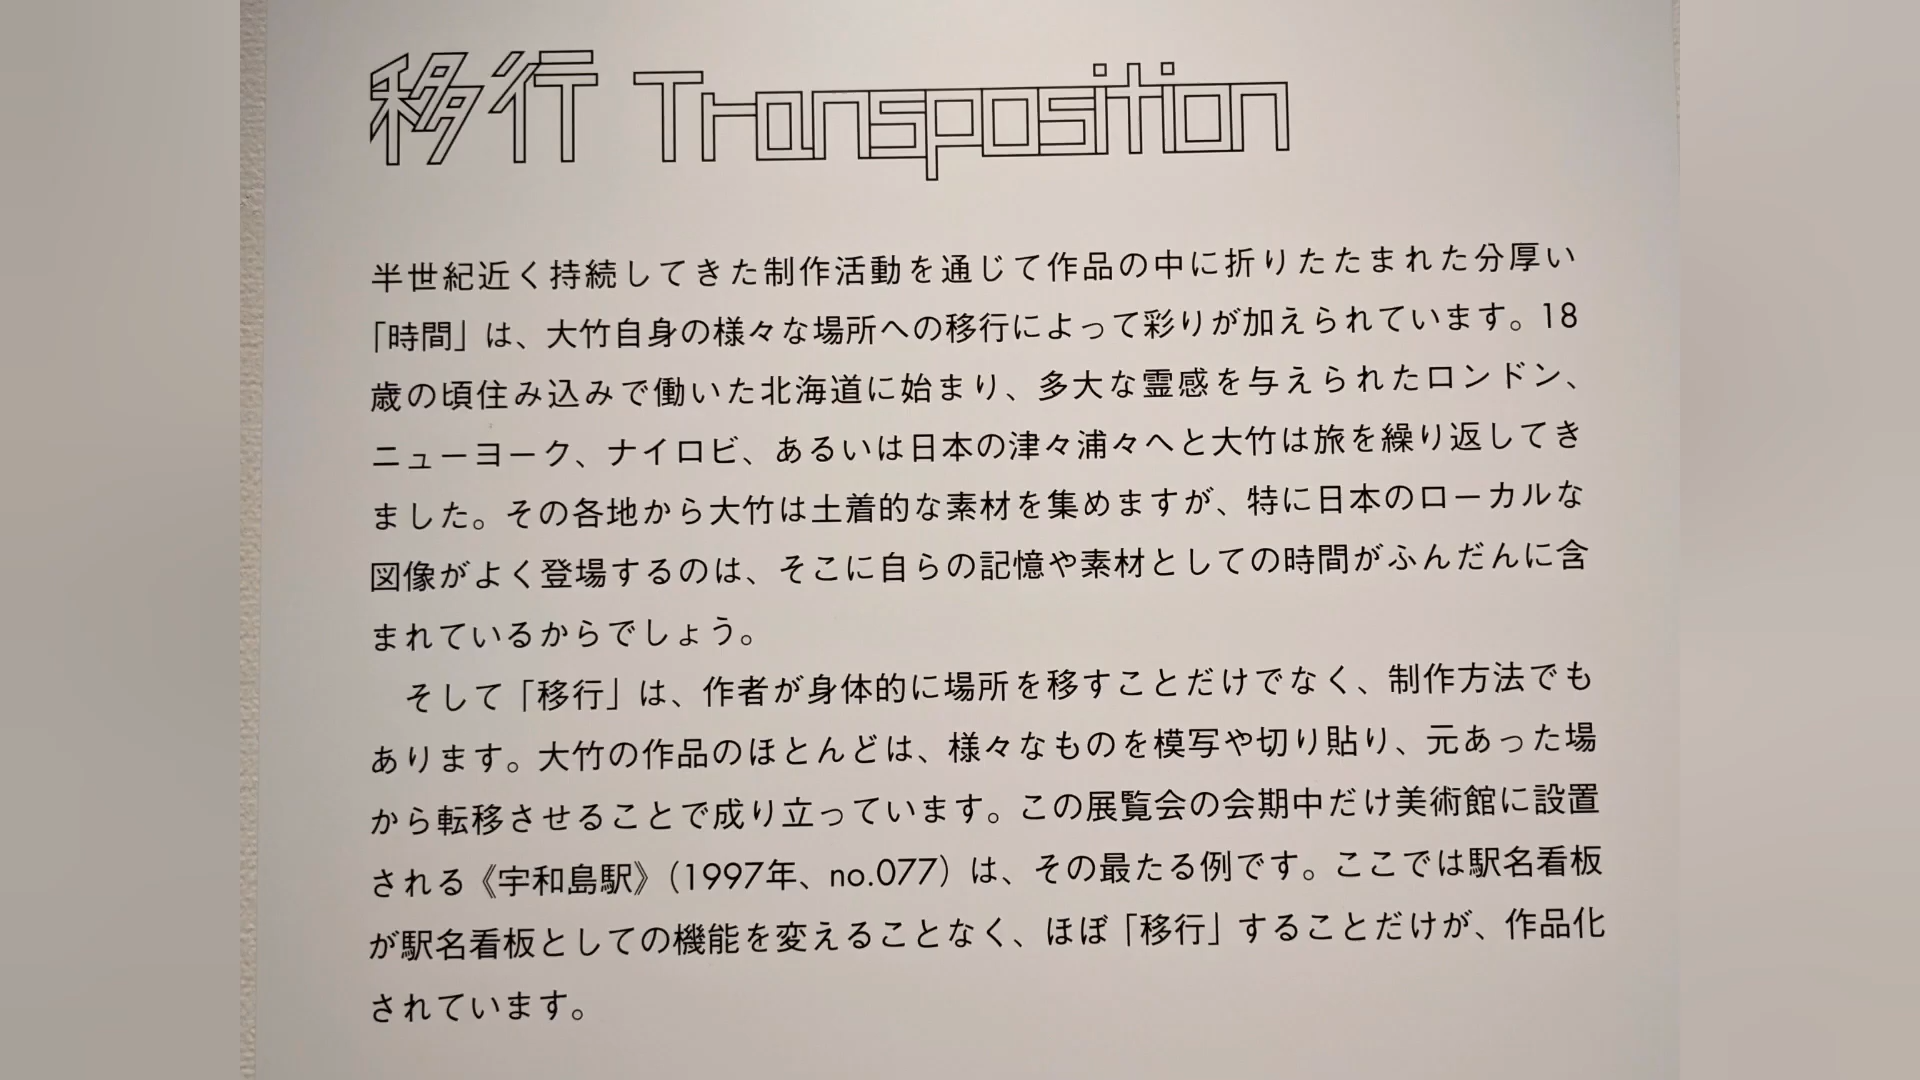 移行 Transposition
半世紀近く持続してきた制作活動を通じて作品の中に折りたたまれた分厚い
「時間」は、大竹自身の様々な場所への移行によって彩りが加えられています。18
歳の頃住み込みで働いた北海道に始まり、多大な霊感を与えられたロンドン、
ニューヨーク、ナイロビ、あるいは日本の津々浦々へと大竹は旅を繰り返してき
ました。その各地から大竹は土着的な素材を集めますが、特に日本のローカルな
図像がよく登場するのは、そこに自らの記憶や素材としての時間がふんだんに含
まれているからでしょう。
　そして「移行」は、作者が身体的に場所を移すことだけでなく、制作方法でも
あります。大竹の作品のほとんどは、様々なものを模写や切り貼り、元あった場
から転移させることで成り立っています。この展覧会の会期中だけ美術館に設置
される《宇和島駅》（1997年、no.077）は、その最たる例です。ここでは駅名看板
が駅名看板としての機能を変えることなく、ほぼ「移行」することだけが、作品化
されています。